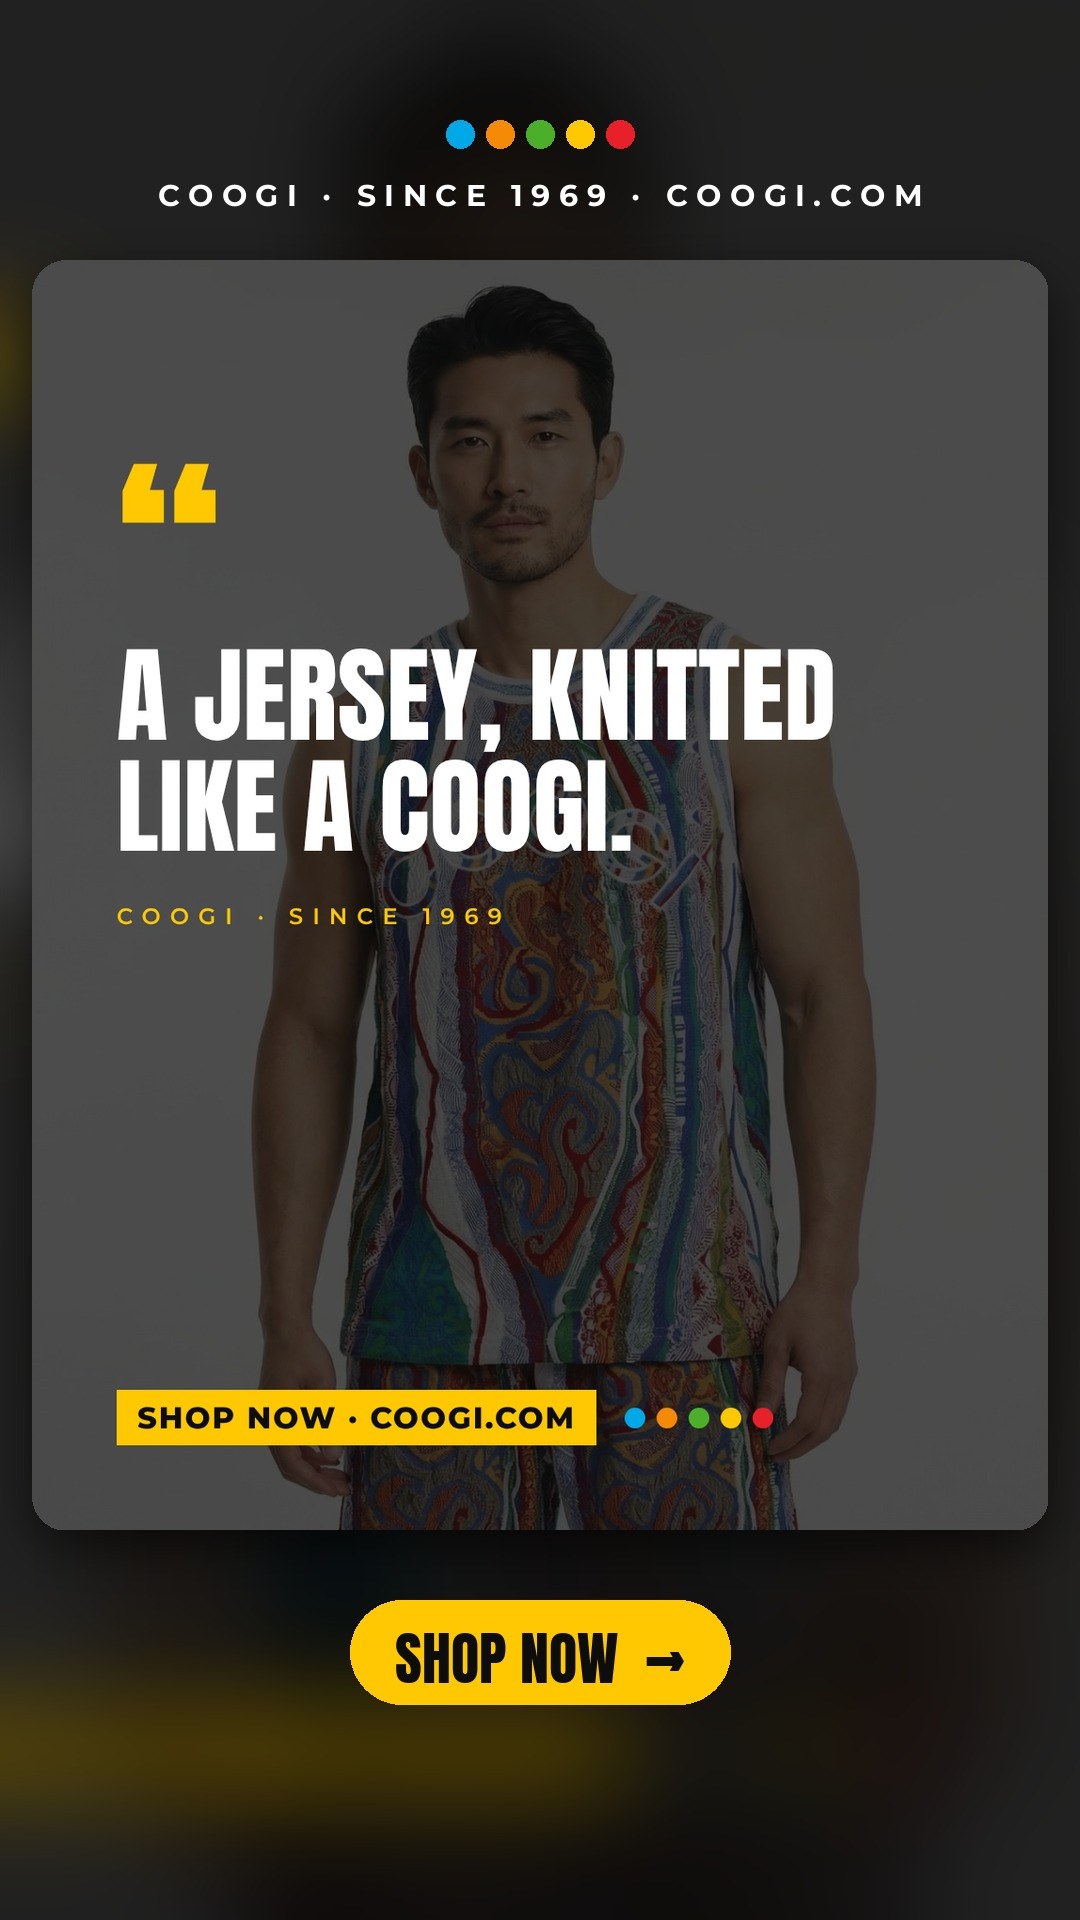 COOGI · SINCE 1969 · COOGI.COM
“
A JERSEY, KNITTED
LIKE A COOGI.
COOGI · SINCE 1969
SHOP NOW · COOGI.COM
SHOP NOW →